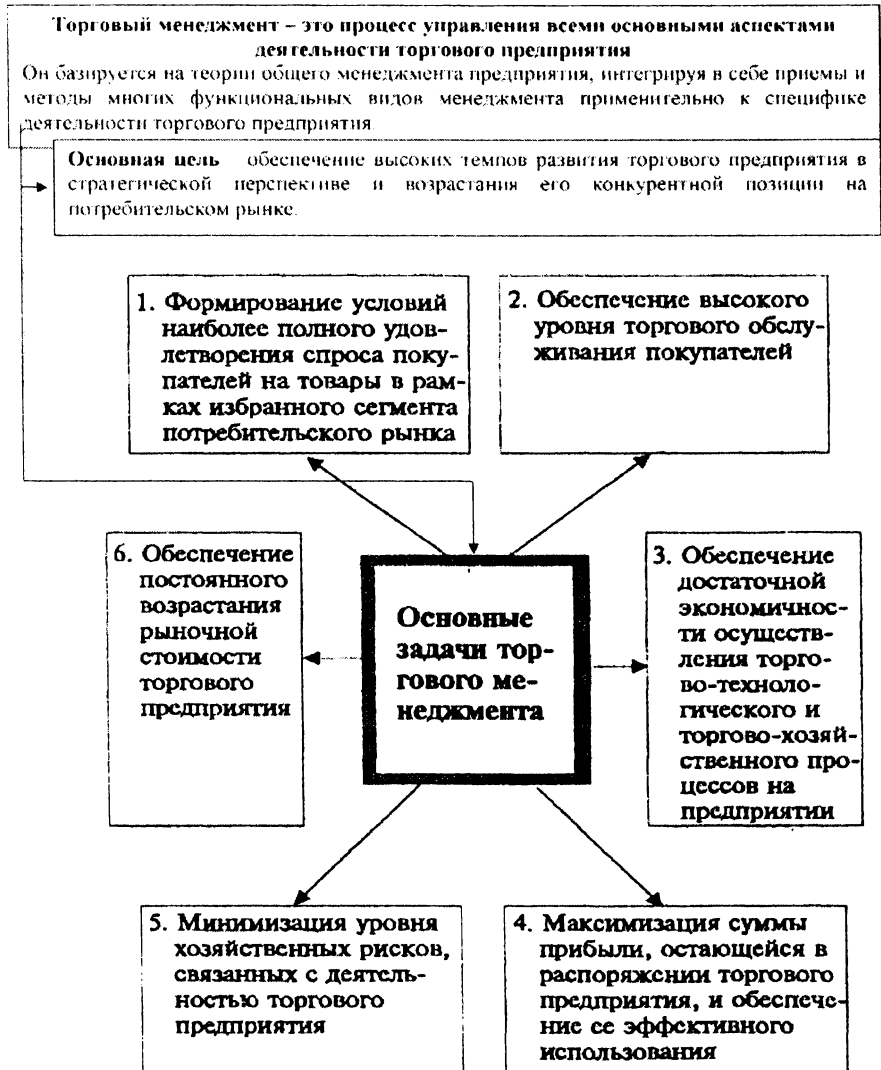 Торговый менеджмент – это процесс управления всеми основными аспектами
деятельности торгового предприятия
Он базируется на теории общего менеджмента предприятия, интегрируя в себе приемы и
методы многих функциональных видов менеджмента применительно к специфике
деятельности торгового предприятия
Основная цель обеспечение высоких темпов развития торгового предприятия в
стратегической перспективе и возрастания его конкурентной позиции на
потребительском рынке.
1. Формирование условий
наиболее полного удов-
летворения спроса поку-
пателей на товары в рам-
ках избранного сегмента
потребительского рынка
2. Обеспечение высокого
уровня торгового обслу-
живания покупателей
6. Обеспечение
постоянного
возрастания
рыночной
стоимости
торгового
предприятия
Основные
задачи тор-
гового ме-
неджмента
3. Обеспечение
достаточной
экономичнос-
ти осуществ-
ления торго-
во-техноло-
гического и
торгово-хозяй-
ственного про-
цессов на
предприятии
5. Минимизация уровня
хозяйственных рисков,
связанных с деятель-
ностью торгового
предприятия
4. Максимизация суммы
прибыли, остающейся в
распоряжении торгового
предприятия, и обеспече-
ние ее эффективного
использования